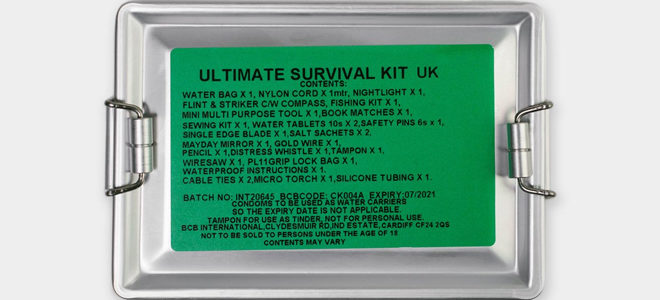 ULTIMATE SURVIVAL KIT UK
CONTENTS:
WATER BAG X 1, NYLON CORD X 1mtr, NIGHTLIGHT X 1,
FLINT & STRIKER C/W COMPASS, FISHING KIT X 1,
MINI MULTI PURPOSE TOOL X 1,BOOK MATCHES X 1,
SEWING KIT X 1, WATER TABLETS 10s X 2,SAFETY PINS 6s x 1,
SINGLE EDGE BLADE X 1,SALT SACHETS X 2,
MAYDAY MIRROR X 1, GOLD WIRE X 1,
PENCIL X 1,DISTRESS WHISTLE X 1,TAMPON X 1,
WIRESAW X 1, PL11GRIP LOCK BAG X 1,
WATERPROOF INSTRUCTIONS X 1.
CABLE TIES X 2,MICRO TORCH X 1,SILICONE TUBING X 1.
BATCH NO: INT20645 BCBCODE: CK004A EXPIRY:07/2021
CONDOMS TO BE USED AS WATER CARRIERS
SO THE EXPIRY DATE IS NOT APPLICABLE.
TAMPON FOR USE AS TINDER, NOT FOR PERSONAL USE.
BCB INTERNATIONAL,CLYDESMUIR RD,IND ESTATE, CARDIFF CF24 2QS
NOT TO BE SOLD TO PERSONS UNDER THE AGE OF 18
CONTENTS MAY VARY